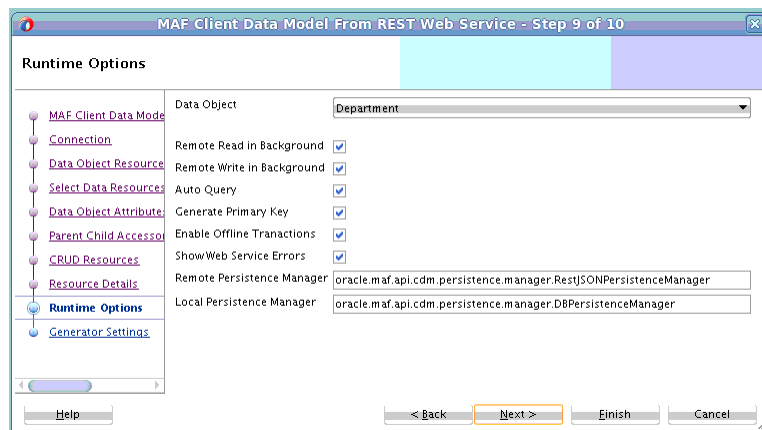 MAF Client Data Model From REST Web Service - Step 9 of 10
Runtime Options
MAF Client Data Mode
Connection
Data Object Resource
Select Data Resources
Data Object Attribute
Parent Child Accesso
CRUD Resources
Resource Details
Runtime Options
Generator Settings
Data Object
Department
Remote Read in Background
Remote Write in Background
Auto Query
Generate Primary Key
Enable Offline Tranactions
Show Web Service Errors
Remote Persistence Manager oracle.maf.api.cdm.persistence.manager.RestJSONPersistenceManager
Local Persistence Manager oracle.maf.api.cdm.persistence.manager.DBPersistenceManager
Help < Back Next > Finish Cancel